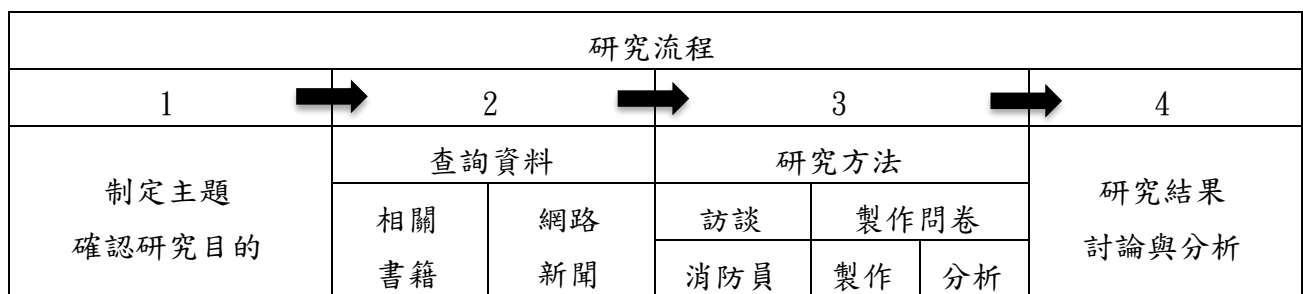 研究流程
1 2 3 4
查詢資料 研究方法
制定主題
確認研究目的
相關
書籍
網路
新聞
訪談 製作問卷
消防員 製作 分析
研究結果
討論與分析